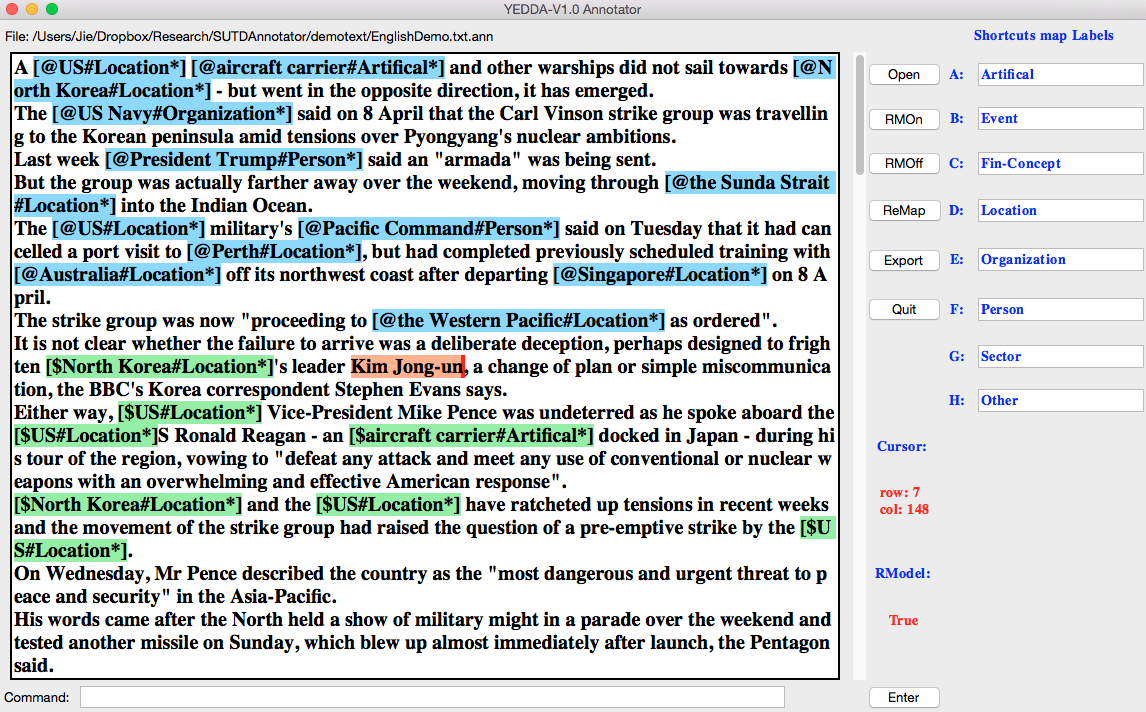 YEDDA-V1.0 Annotator
File: /Users/Jie/Dropbox/Research/SUTDAnnotator/demotext/EnglishDemo.txt.ann
A [@US#Location*] [@aircraft carrier#Artifical*] and other warships did not sail towards [@N
orth Korea#Location*] - but went in the opposite direction, it has emerged.
The [@US Navy#Organization*] said on 8 April that the Carl Vinson strike group was travellin
g to the Korean peninsula amid tensions over Pyongyang's nuclear ambitions.
Last week [@President Trump#Person*] said an "armada" was being sent.
But the group was actually farther away over the weekend, moving through [@the Sunda Strait
#Location*] into the Indian Ocean.
The [@US#Location*] military's [@Pacific Command#Person*] said on Tuesday that it had can
celled a port visit to [@Perth#Location*], but had completed previously scheduled training with
[@Australia#Location*] off its northwest coast after departing [@Singapore#Location*] on 8 A
pril.
The strike group was now "proceeding to [@the Western Pacific#Location*] as ordered".
It is not clear whether the failure to arrive was a deliberate deception, perhaps designed to frigh
ten [$North Korea#Location*]'s leader Kim Jong-un, a change of plan or simple miscommunica
tion, the BBC's Korea correspondent Stephen Evans says.
Either way, [$US#Location*] Vice-President Mike Pence was undeterred as he spoke aboard the
[$US#Location*]S Ronald Reagan - an [$aircraft carrier#Artifical*] docked in Japan - during hi
s tour of the region, vowing to "defeat any attack and meet any use of conventional or nuclear w
eapons with an overwhelming and effective American response".
[$North Korea#Location*] and the [$US#Location*] have ratcheted up tensions in recent weeks
and the movement of the strike group had raised the question of a pre-emptive strike by the [$U
S#Location*].
On Wednesday, Mr Pence described the country as the "most dangerous and urgent threat to p
eace and security" in the Asia-Pacific.
His words came after the North held a show of military might in a parade over the weekend and
tested another missile on Sunday, which blew up almost immediately after launch, the Pentagon
said.
Command:
Shortcuts map Labels
Open A: Artifical
RMOn B: Event
RMOff C: Fin-Concept
ReMap D: Location
Export E: Organization
Quit F: Person
G: Sector
H: Other
Cursor:
row: 7
col: 148
RModel:
True
Enter